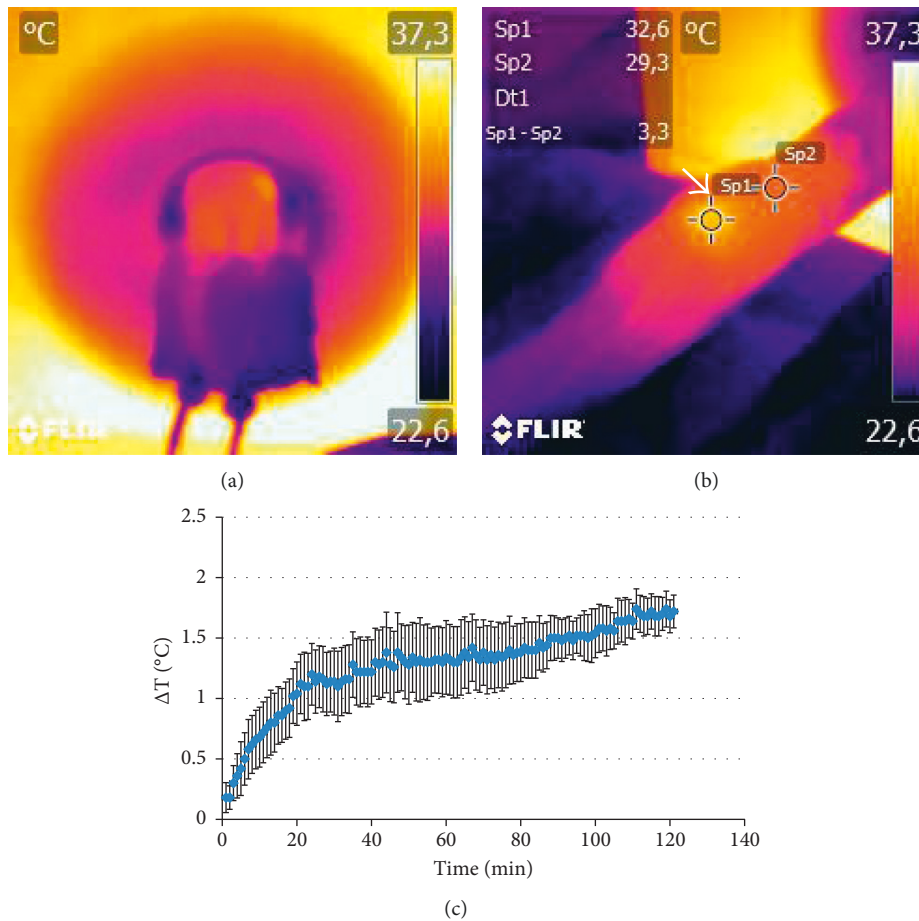 °C
37,3
22,6
FLIR
(a)
Sp1 32,6
Sp2 29,3
Dt1
Sp1 - Sp2 3,3
°C
37,3
Sp2
Sp1
FLIR
22,6
(b)
2.5
2
1.5
1
0.5
0
ΔT (°C)
0 20 40 60 80 100 120 140
Time (min)
(c)